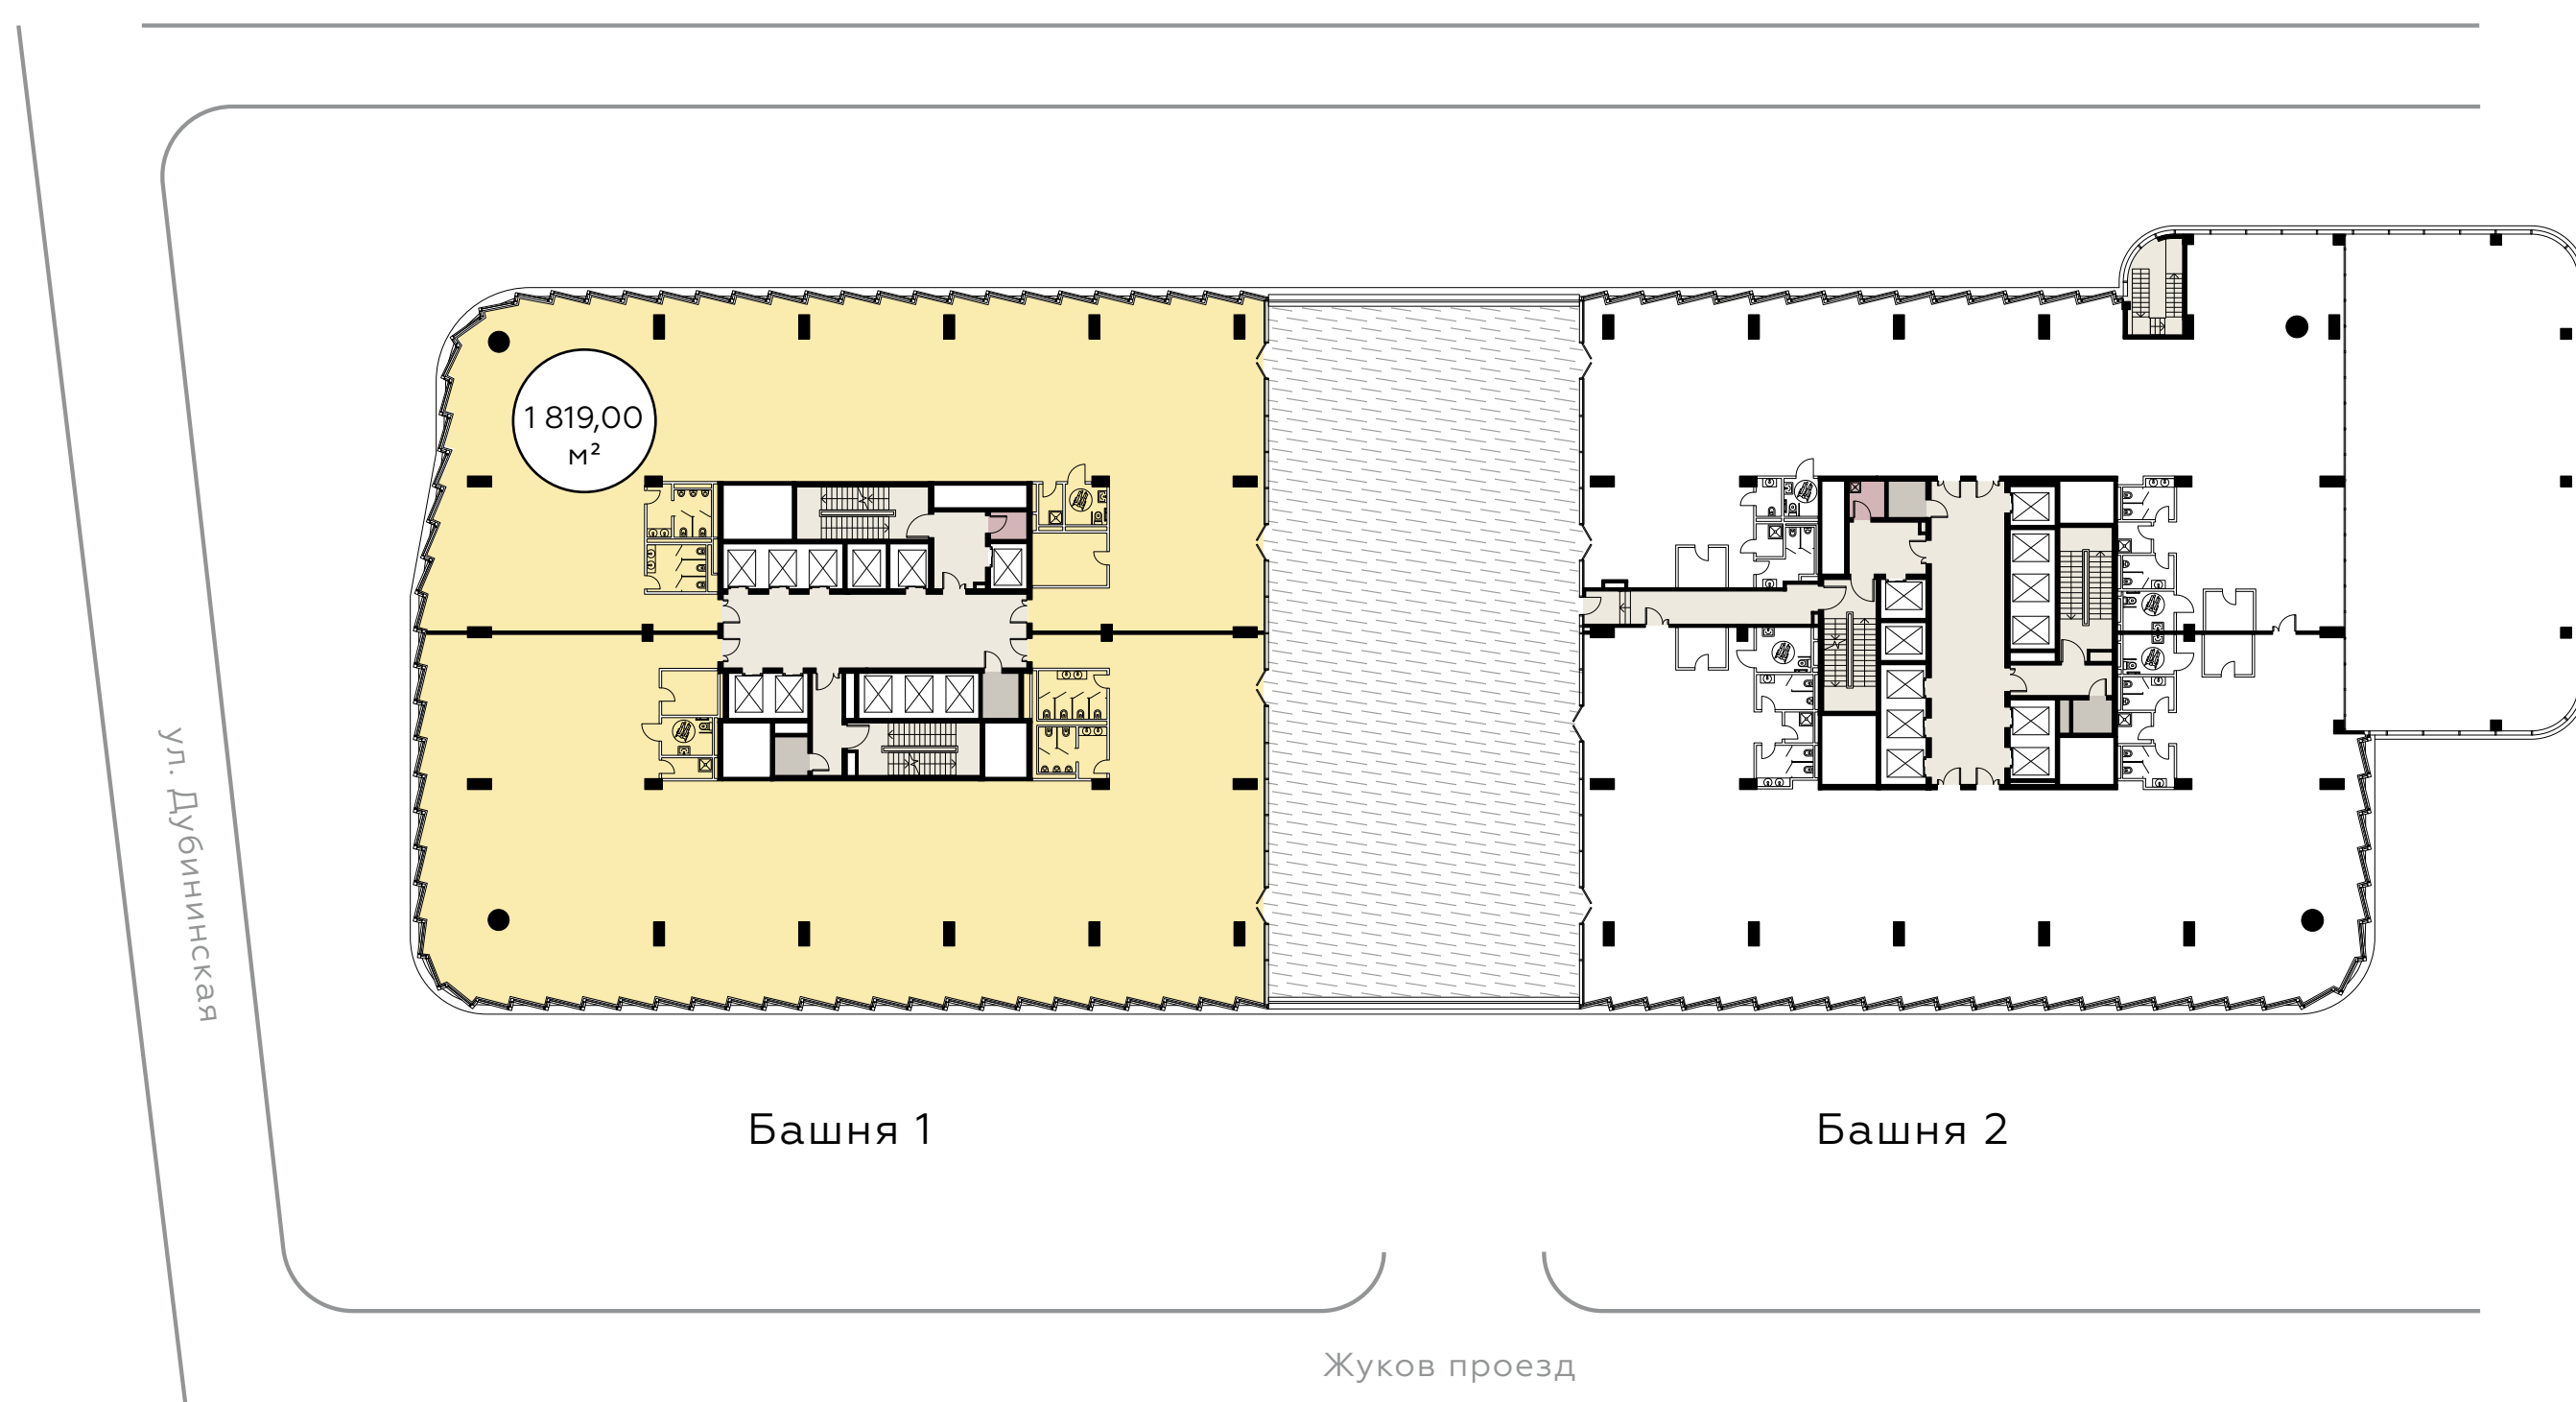 1 819,00
м²
ул. Дубининская
Башня 1
Башня 2
Жуков проезд